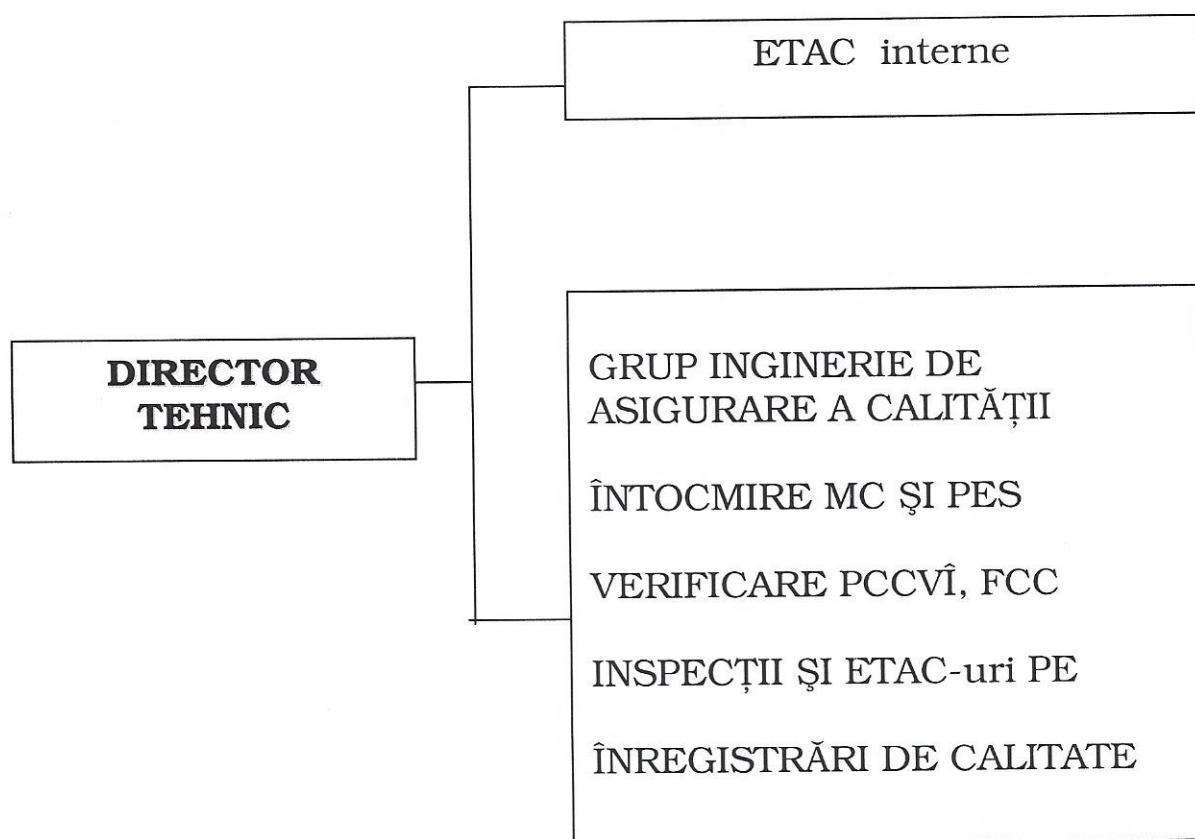 ETAC interne
DIRECTOR
TEHNIC
GRUP INGINERIE DE
ASIGURARE A CALITĂȚII
ÎNTOCMIRE MC ŞI PES
VERIFICARE PCCVÎ, FCC
INSPECȚII ŞI ETAC-uri PE
ÎNREGISTRĂRI DE CALITATE